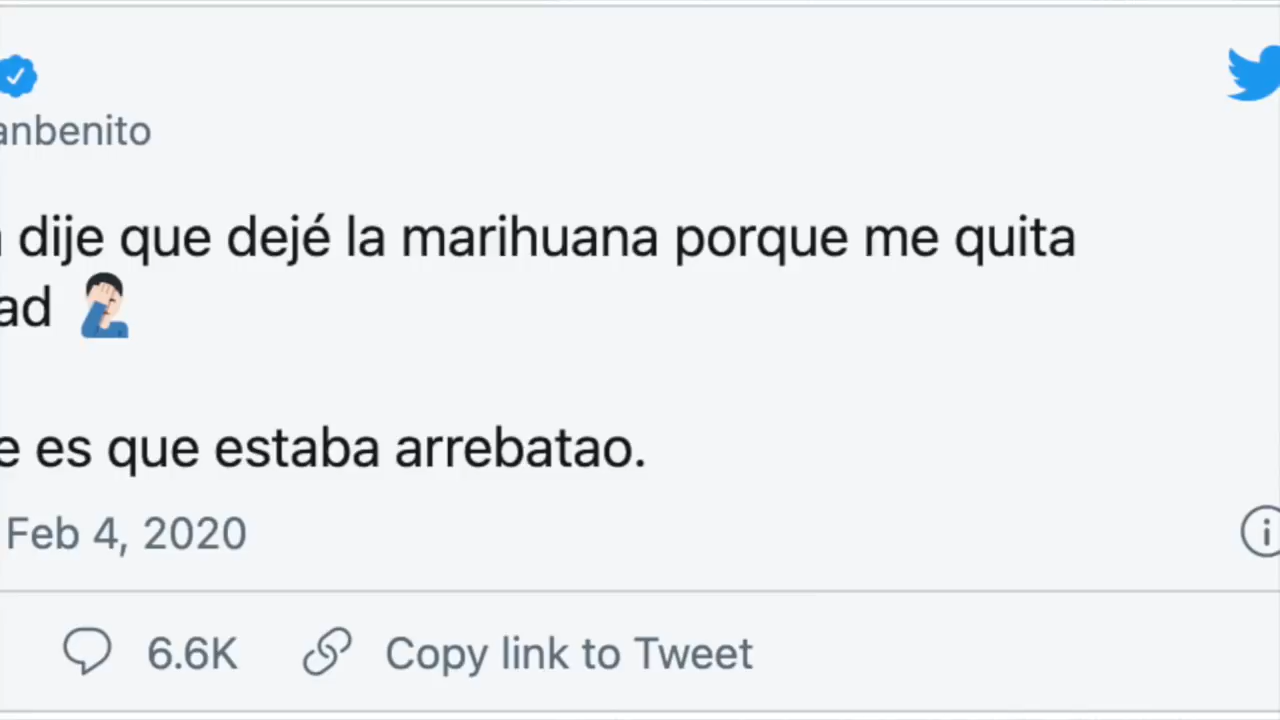 anbenito
dije que dejé la marihuana porque me quita
ad 🤦🏻‍♂️
e es que estaba arrebatao.
Feb 4, 2020
6.6K Copy link to Tweet